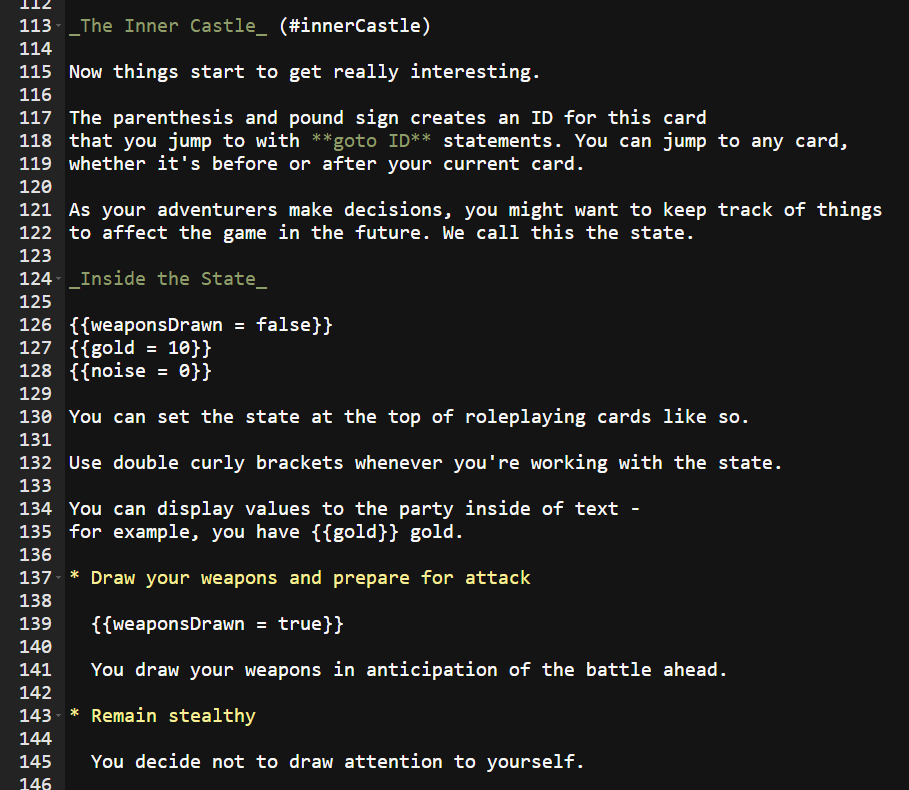 112
113 _The Inner Castle_ (#innerCastle)
114
115 Now things start to get really interesting.
116
117 The parenthesis and pound sign creates an ID for this card
118 that you jump to with **goto ID** statements. You can jump to any card,
119 whether it's before or after your current card.
120
121 As your adventurers make decisions, you might want to keep track of things
122 to affect the game in the future. We call this the state.
123
124 _Inside the State_
125
126 {{weaponsDrawn = false}}
127 {{gold = 10}}
128 {{noise = 0}}
129
130 You can set the state at the top of roleplaying cards like so.
131
132 Use double curly brackets whenever you're working with the state.
133
134 You can display values to the party inside of text -
135 for example, you have {{gold}} gold.
136
137 * Draw your weapons and prepare for attack
138
139 {{weaponsDrawn = true}}
140
141 You draw your weapons in anticipation of the battle ahead.
142
143 * Remain stealthy
144
145 You decide not to draw attention to yourself.
146